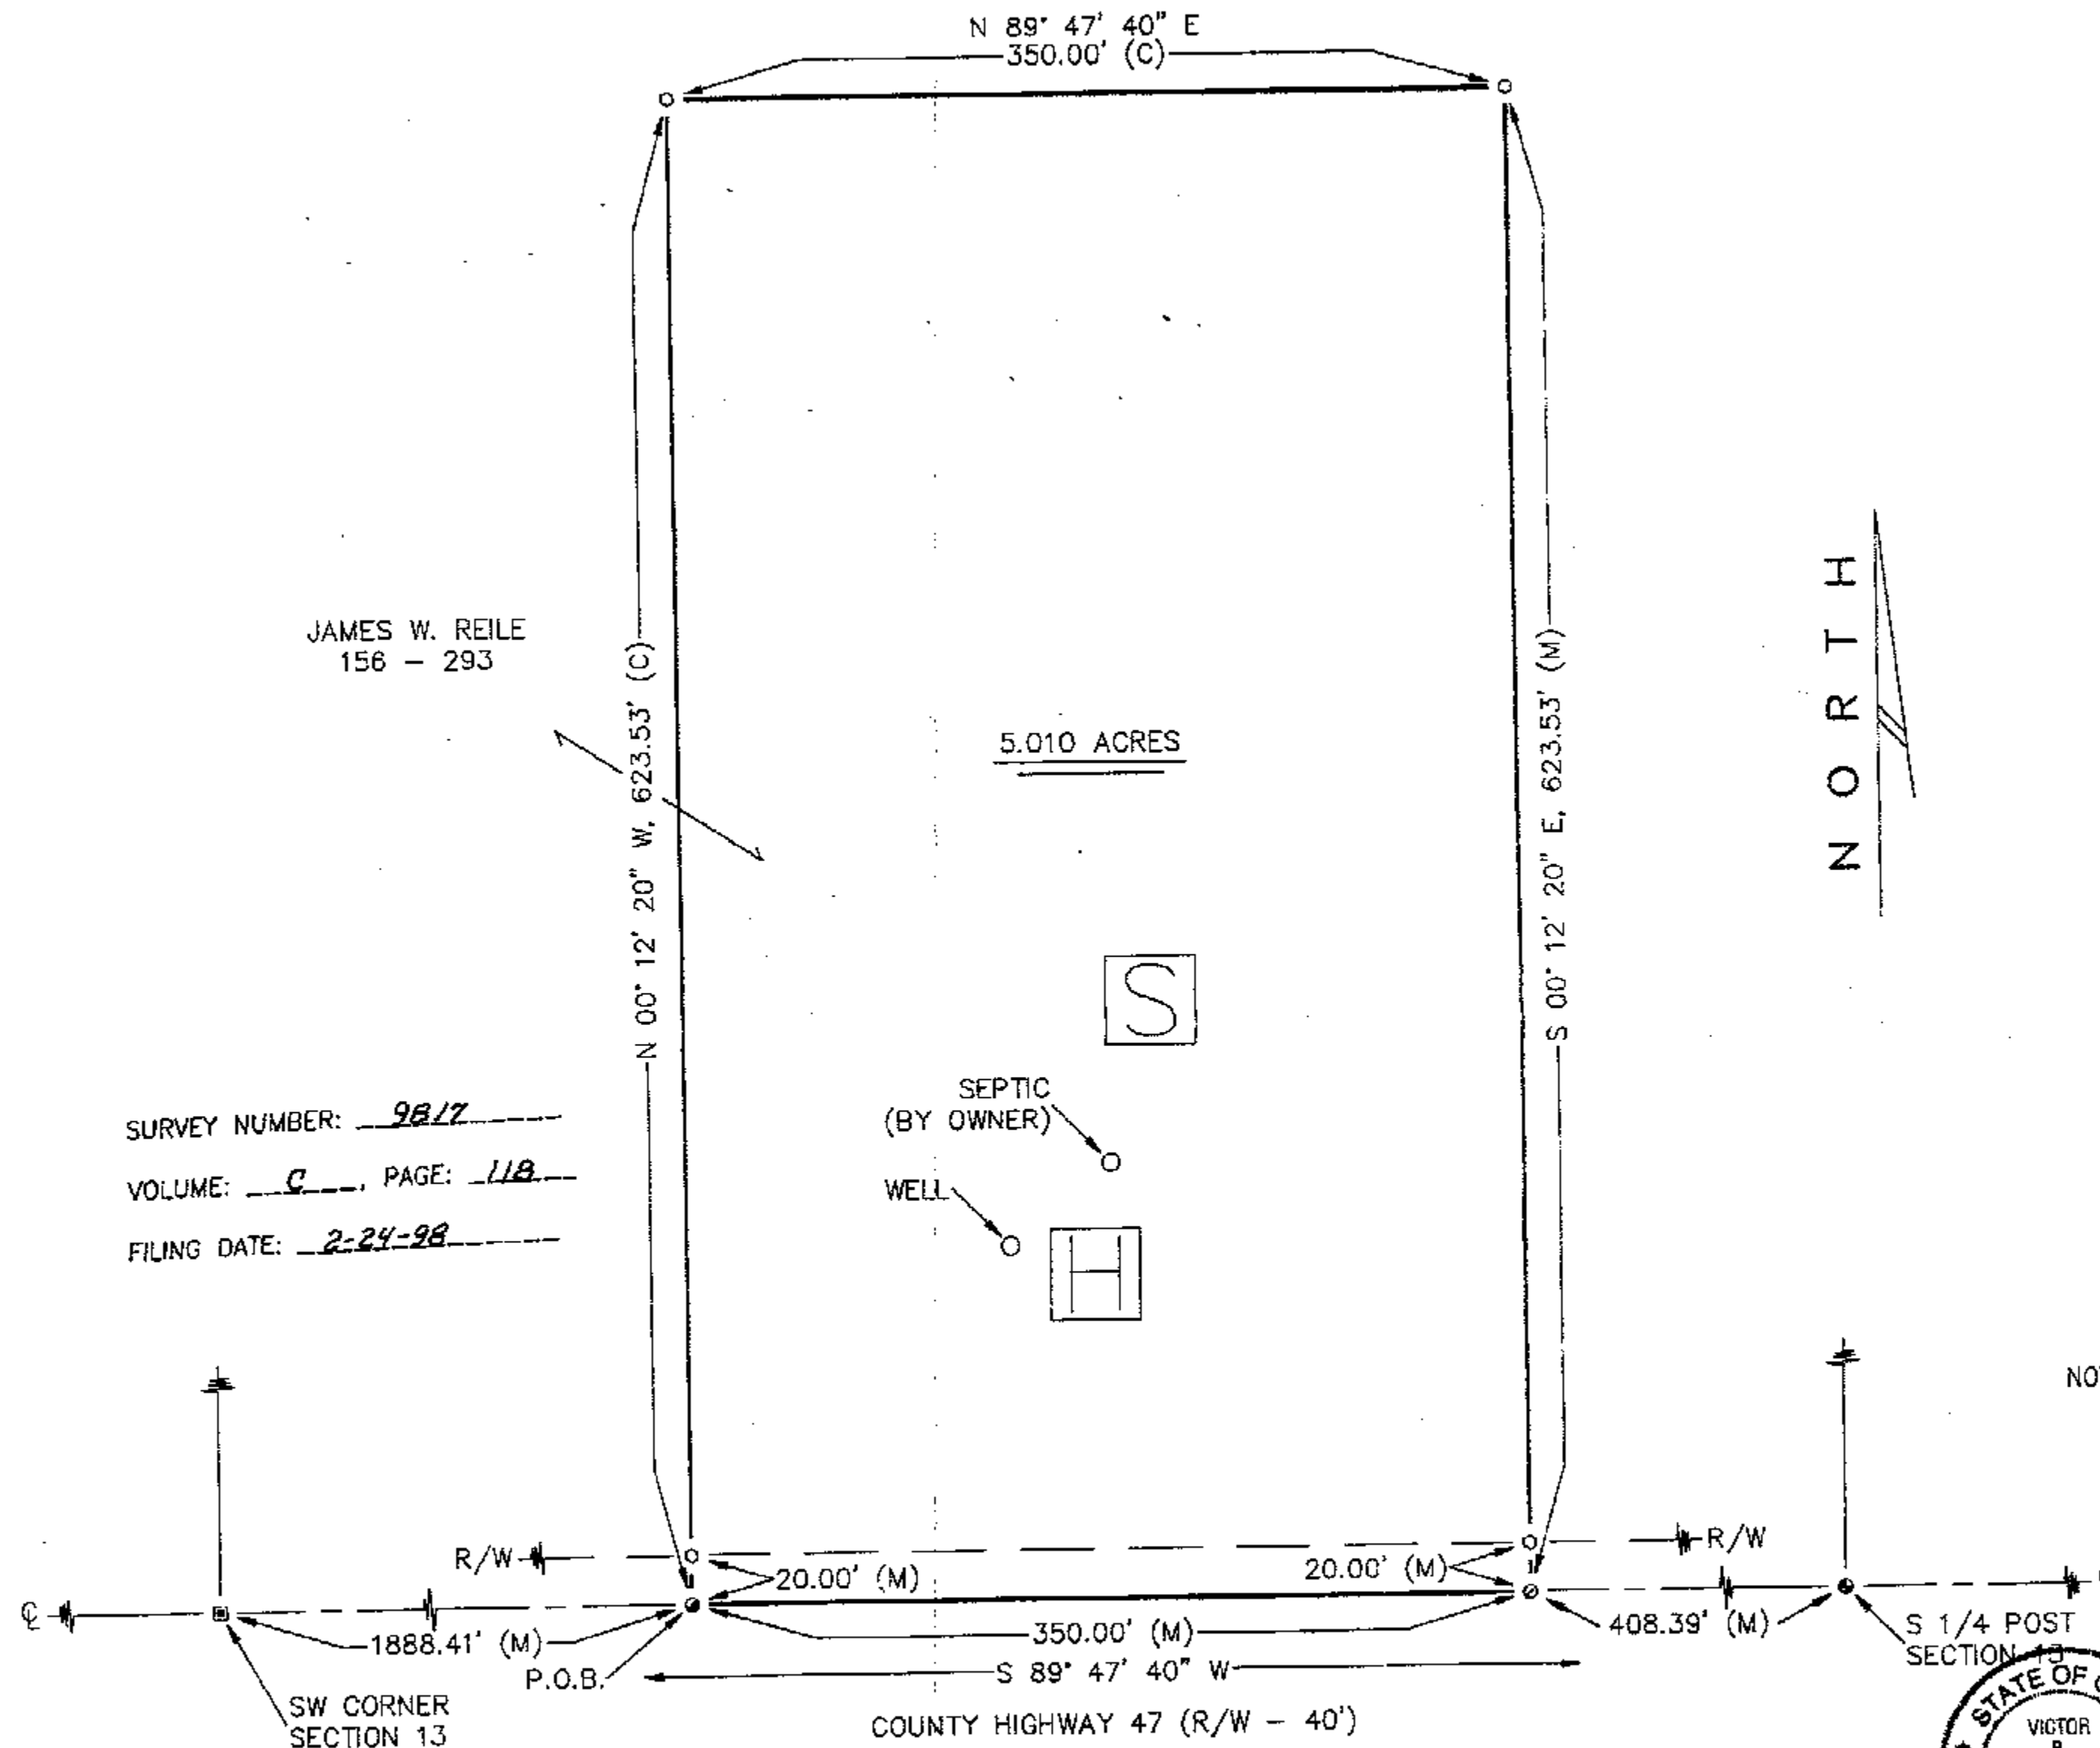 N 89° 47' 40" E
350.00' (C)
JAMES W. REILE
156 - 293
N 00° 12' 20" W, 623.53' (C)
S 00° 12' 20" E, 623.53' (M)
NORTH
5.010 ACRES
S
SEPTIC
(BY OWNER)
WELL
H
SURVEY NUMBER: 9817
VOLUME: C, PAGE: 118
FILING DATE: 2-24-98
NO
R/W
R/W
20.00' (M)
20.00' (M)
℄
1888.41' (M)
350.00' (M)
408.39' (M)
P.O.B.
S 89° 47' 40" W
S 1/4 POST
SECTION 13
SW CORNER
SECTION 13
COUNTY HIGHWAY 47 (R/W - 40')
STATE OF
VICTOR